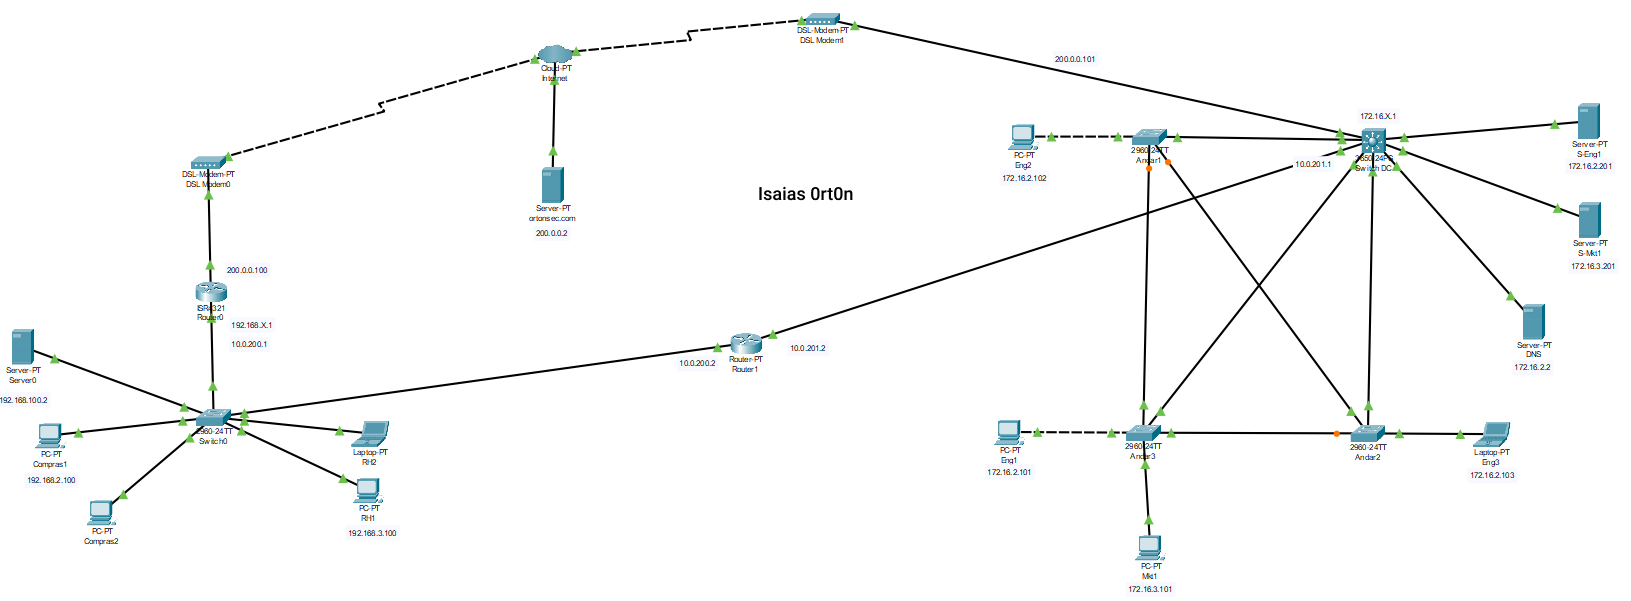 DSL-Modem-PT
DSL Modem1
Cloud-PT
Internet
200.0.0.101
172.16.X.1
Server-PT
S-Eng1
172.16.2.201
PC-PT
Eng2
172.16.2.102
2960-24TT
Andar1
10.0.201.1
3650-24PS
Switch DC
DSL-Modem-PT
DSL Modem0
Server-PT
ortonsec.com
200.0.0.2
Isaias 0rt0n
Server-PT
S-Mkt1
172.16.3.201
200.0.0.100
ISR4321
Router0
192.168.X.1
10.0.200.1
Server-PT
Server0
192.168.100.2
10.0.200.2
Router-PT
Router1
10.0.201.2
Server-PT
DNS
172.16.2.2
2960-24TT
Switch0
PC-PT
Compras1
192.168.2.100
Laptop-PT
RH2
PC-PT
RH1
192.168.3.100
PC-PT
Compras2
PC-PT
Eng1
172.16.2.101
2960-24TT
Andar3
2960-24TT
Andar2
Laptop-PT
Eng3
172.16.2.103
PC-PT
Mkt1
172.16.3.101